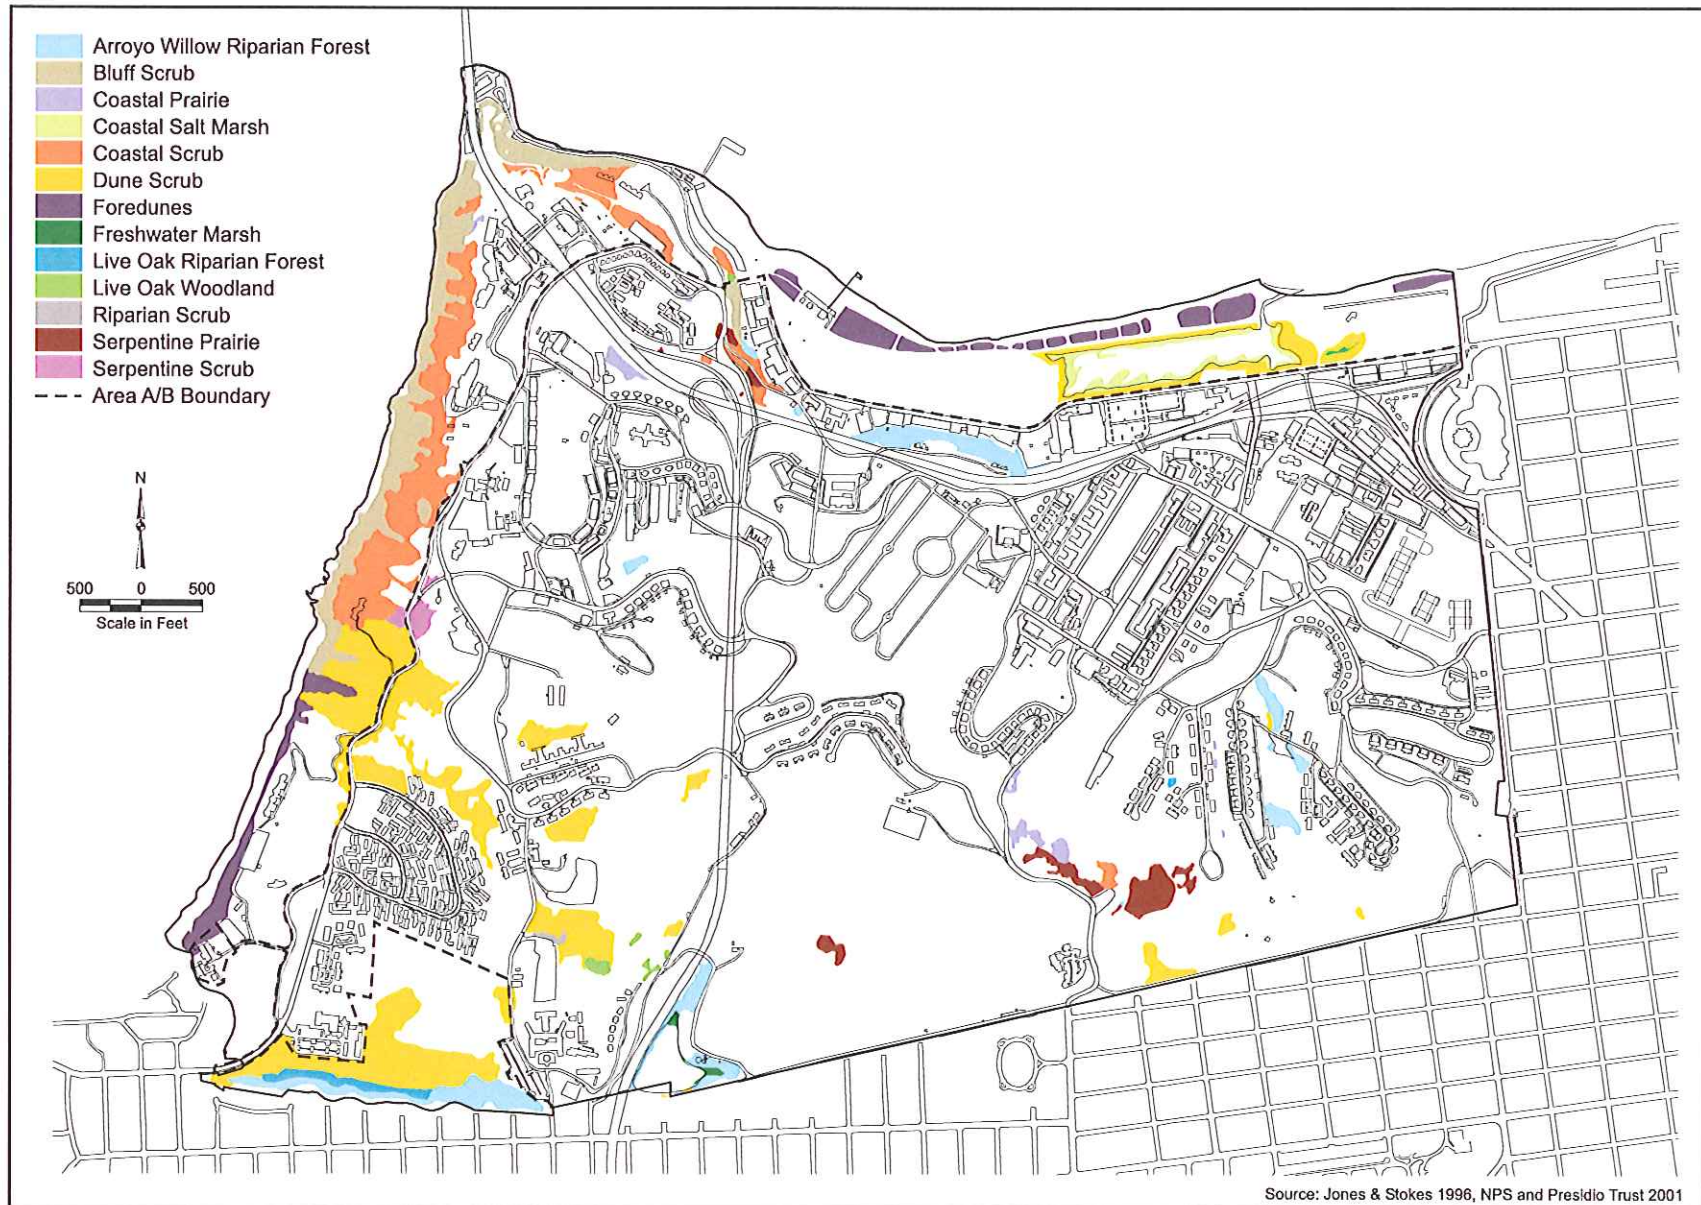 Arroyo Willow Riparian Forest
Bluff Scrub
Coastal Prairie
Coastal Salt Marsh
Coastal Scrub
Dune Scrub
Foredunes
Freshwater Marsh
Live Oak Riparian Forest
Live Oak Woodland
Riparian Scrub
Serpentine Prairie
Serpentine Scrub
Area A/B Boundary
N
500 0 500
Scale in Feet
Source: Jones & Stokes 1996, NPS and Presidio Trust 2001